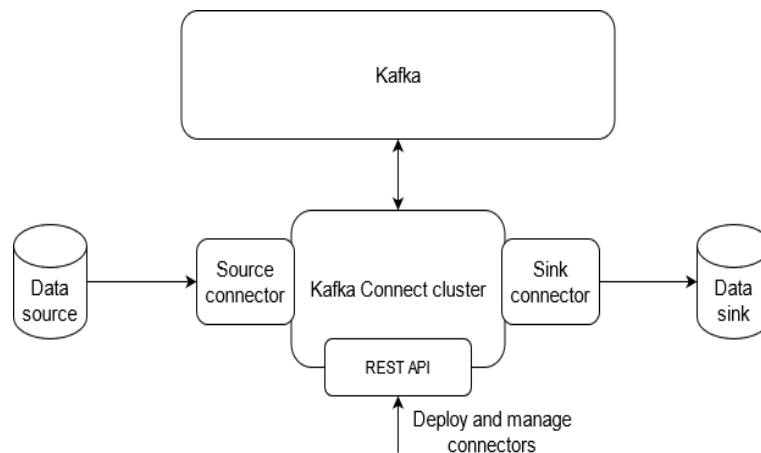 Kafka
Data
source
Source
connector
Kafka Connect cluster
Sink
connector
Data
sink
REST API
Deploy and manage
connectors